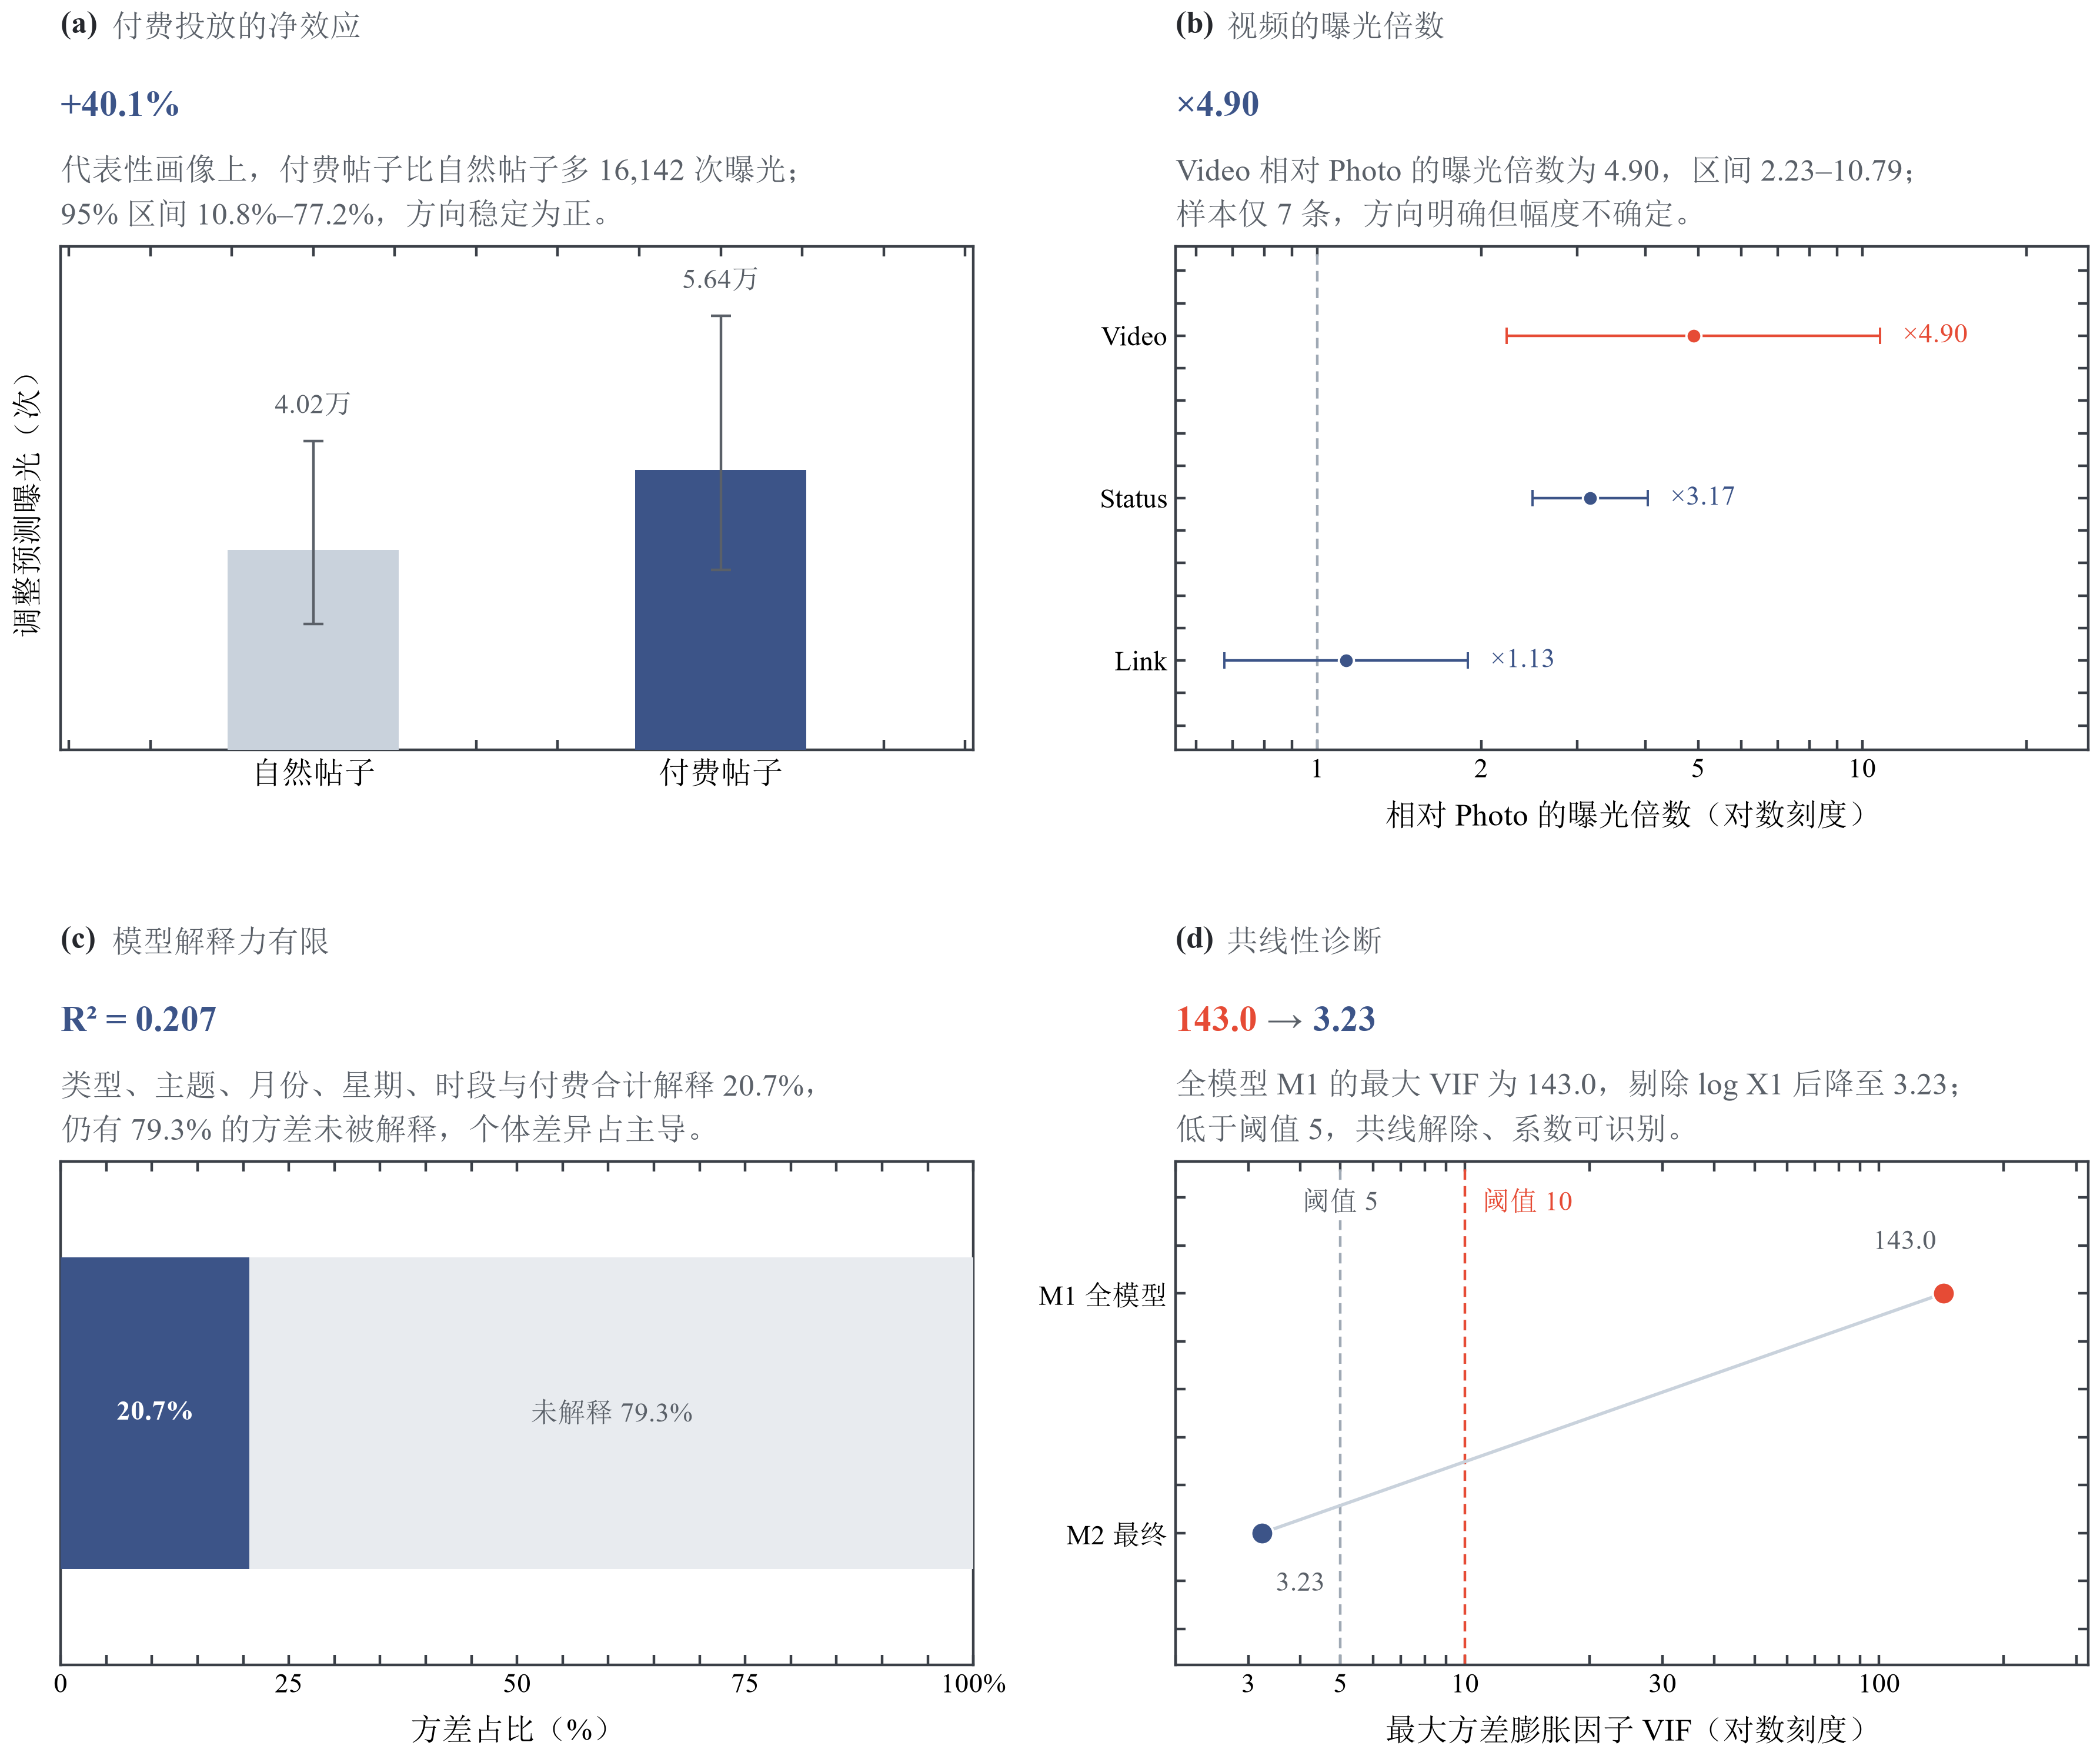 (a) 付费投放的净效应
+40.1%
代表性画像上，付费帖子比自然帖子多 16,142 次曝光；
95% 区间 10.8%–77.2%，方向稳定为正。
调整预测曝光（次）
4.02万
5.64万
自然帖子
付费帖子
(b) 视频的曝光倍数
×4.90
Video 相对 Photo 的曝光倍数为 4.90，区间 2.23–10.79；
样本仅 7 条，方向明确但幅度不确定。
Video
×4.90
Status
×3.17
Link
×1.13
1 2 5 10
相对 Photo 的曝光倍数（对数刻度）
(c) 模型解释力有限
R² = 0.207
类型、主题、月份、星期、时段与付费合计解释 20.7%，
仍有 79.3% 的方差未被解释，个体差异占主导。
20.7%
未解释 79.3%
0 25 50 75 100%
方差占比（%）
(d) 共线性诊断
143.0 → 3.23
全模型 M1 的最大 VIF 为 143.0，剔除 log X1 后降至 3.23；
低于阈值 5，共线解除、系数可识别。
阈值 5
阈值 10
143.0
M1 全模型
M2 最终
3.23
3 5 10 30 100
最大方差膨胀因子 VIF（对数刻度）